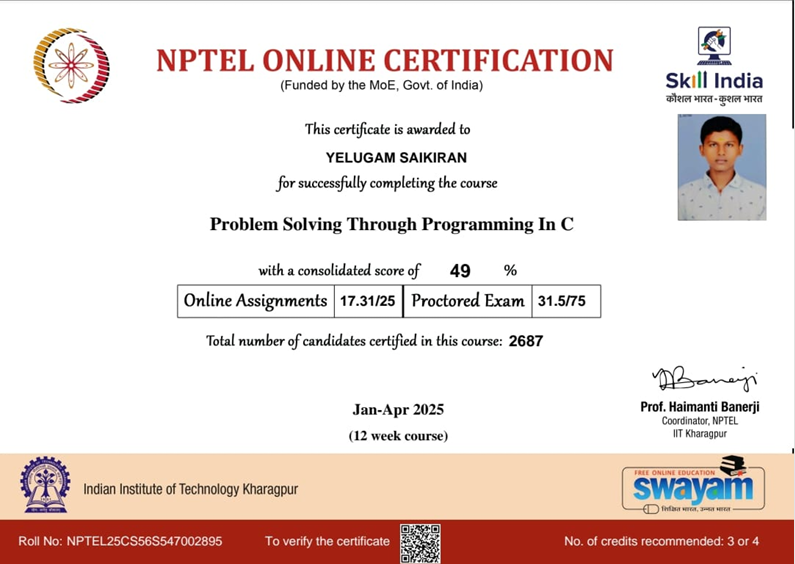 NPTEL ONLINE CERTIFICATION
(Funded by the MoE, Govt. of India)
Skill India
कौशल भारत - कुशल भारत
This certificate is awarded to
YELUGAM SAIKIRAN
for successfully completing the course
Problem Solving Through Programming In C
with a consolidated score of 49 %
Online Assignments 17.31/25 Proctored Exam 31.5/75
Total number of candidates certified in this course: 2687
Jan-Apr 2025
(12 week course)
Prof. Haimanti Banerji
Coordinator, NPTEL
IIT Kharagpur
Indian Institute of Technology Kharagpur
FREE ONLINE EDUCATION
swayam
शिक्षित भारत, उन्नत भारत
Roll No: NPTEL25CS56S547002895
To verify the certificate
No. of credits recommended: 3 or 4